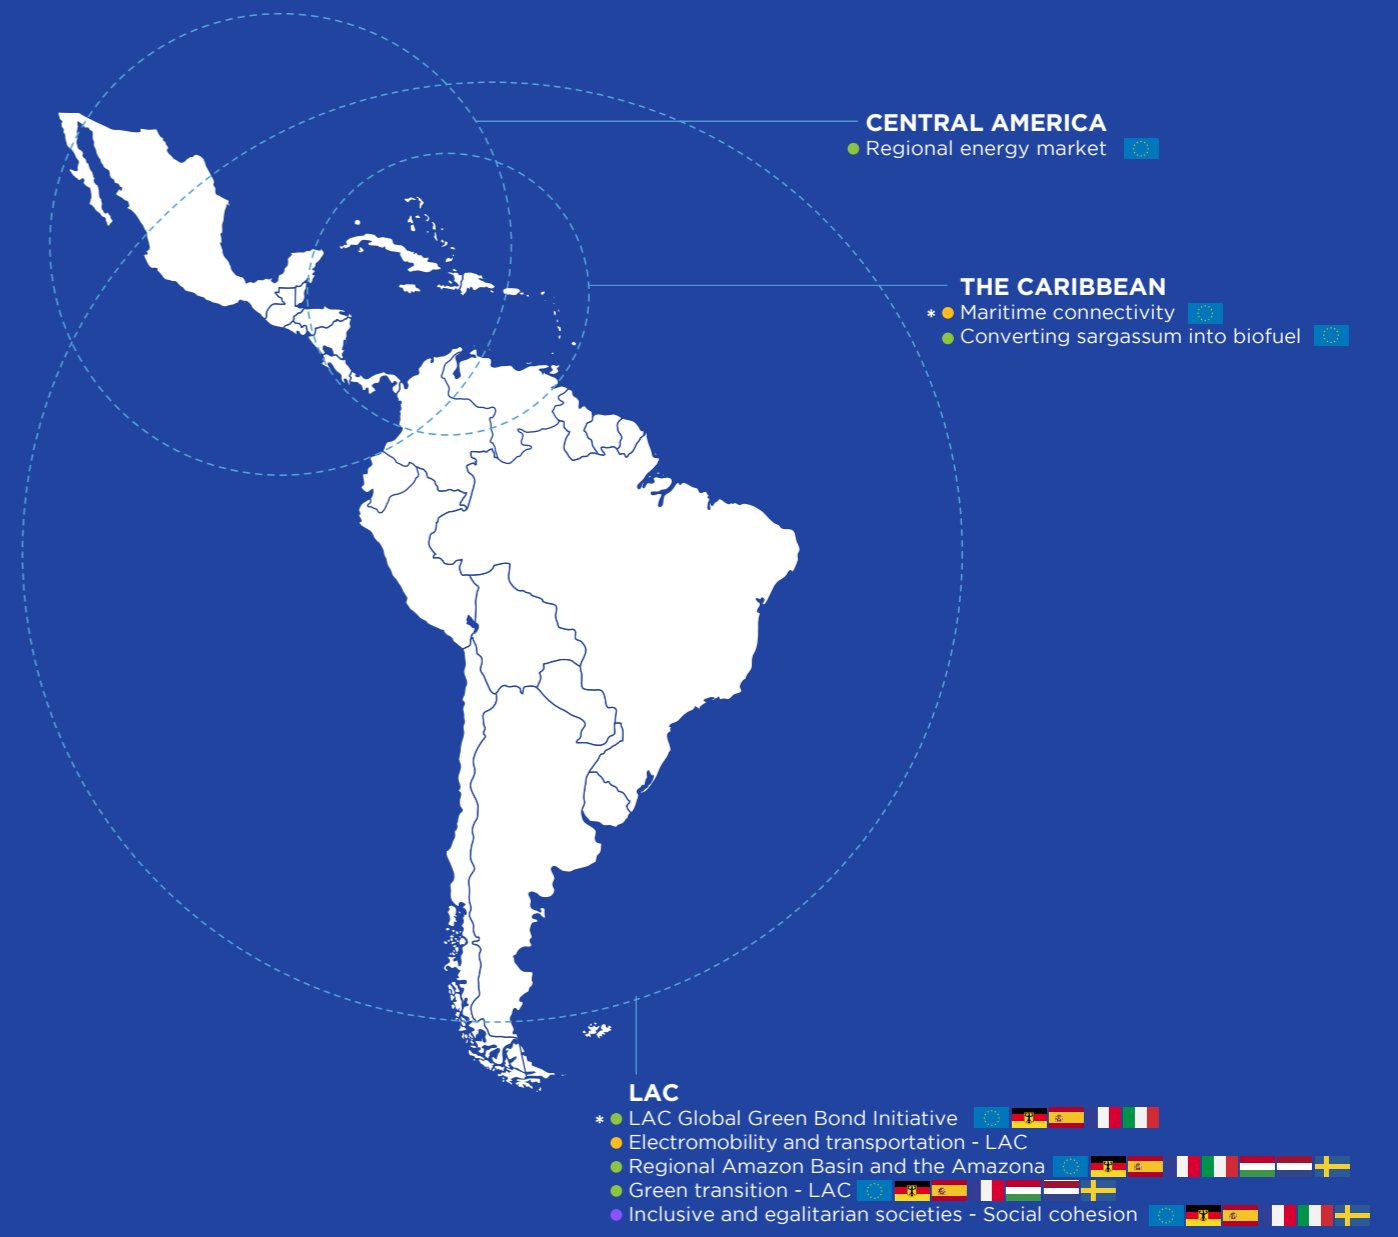 CENTRAL AMERICA
Regional energy market
THE CARIBBEAN
* Maritime connectivity
Converting sargassum into biofuel
LAC
* LAC Global Green Bond Initiative
Electromobility and transportation - LAC
Regional Amazon Basin and the Amazona
Green transition - LAC
Inclusive and egalitarian societies - Social cohesion